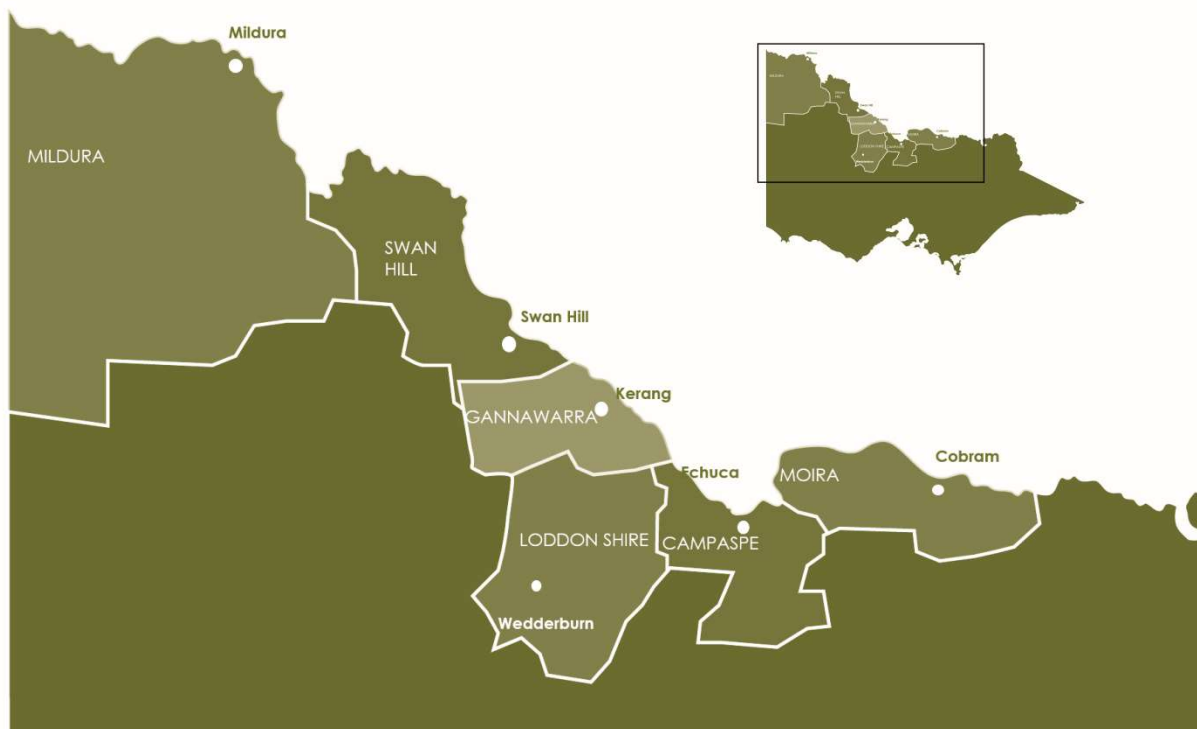 Mildura
MILDURA
SWAN
HILL
Swan Hill
Kerang
GANNAWARRA
Echuca
Cobram
MOIRA
LODDON SHIRE
CAMPASPE
Wedderburn